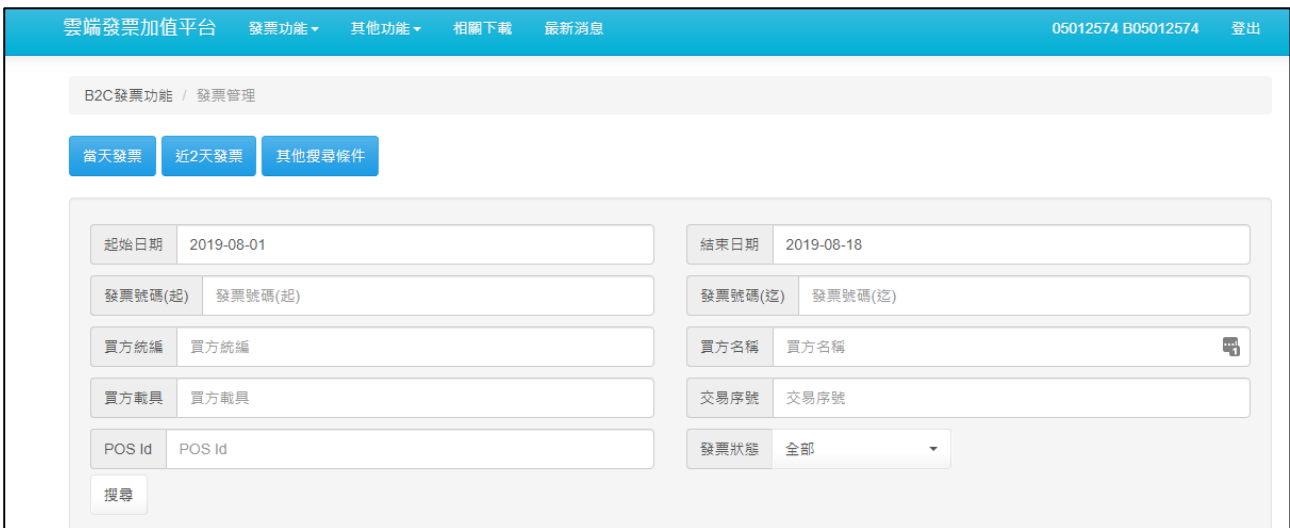 雲端發票加值平台 發票功能 其他功能 相關下載 最新消息 05012574 B05012574 登出
B2C發票功能 / 發票管理
當天發票 近2天發票 其他搜尋條件
起始日期 2019-08-01 結束日期 2019-08-18
發票號碼(起) 發票號碼(起) 發票號碼(迄) 發票號碼(迄)
買方統編 買方統編 買方名稱 買方名稱
買方載具 買方載具 交易序號 交易序號
POS Id POS Id 發票狀態 全部
搜尋